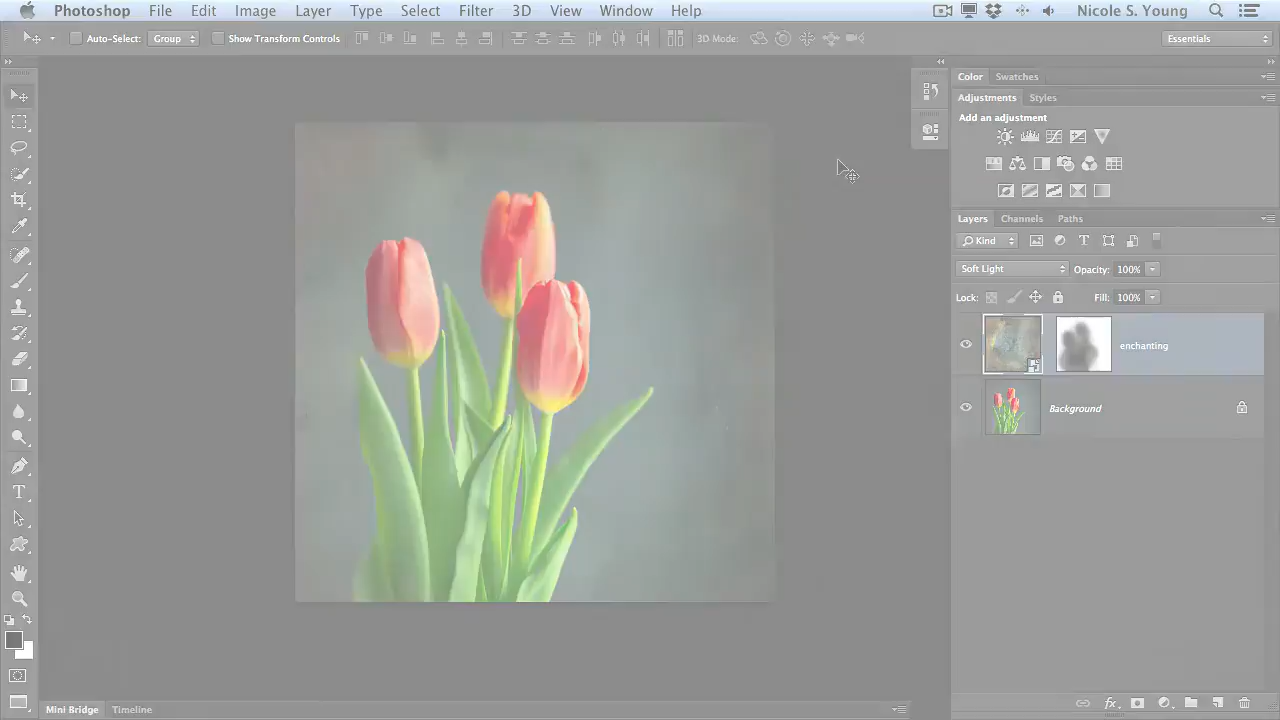 Photoshop File Edit Image Layer Type Select Filter 3D View Window Help Nicole S. Young
Auto-Select: Group Show Transform Controls 3D Mode: Essentials
Color Swatches
Adjustments Styles
Add an adjustment
Layers Channels Paths
Kind
Soft Light Opacity: 100%
Lock: Fill: 100%
enchanting
Background
Mini Bridge Timeline